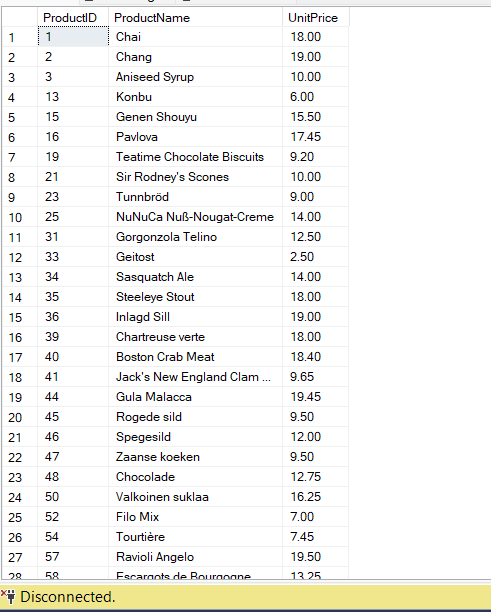 ProductID ProductName UnitPrice
1 1 Chai 18.00
2 2 Chang 19.00
3 3 Aniseed Syrup 10.00
4 13 Konbu 6.00
5 15 Genen Shouyu 15.50
6 16 Pavlova 17.45
7 19 Teatime Chocolate Biscuits 9.20
8 21 Sir Rodney's Scones 10.00
9 23 Tunnbröd 9.00
10 25 NuNuCa Nuß-Nougat-Creme 14.00
11 31 Gorgonzola Telino 12.50
12 33 Geitost 2.50
13 34 Sasquatch Ale 14.00
14 35 Steeleye Stout 18.00
15 36 Inlagd Sill 19.00
16 39 Chartreuse verte 18.00
17 40 Boston Crab Meat 18.40
18 41 Jack's New England Clam ... 9.65
19 44 Gula Malacca 19.45
20 45 Rogede sild 9.50
21 46 Spegesild 12.00
22 47 Zaanse koeken 9.50
23 48 Chocolade 12.75
24 50 Valkoinen suklaa 16.25
25 52 Filo Mix 7.00
26 54 Tourtière 7.45
27 57 Ravioli Angelo 19.50
28 58 Escargots de Bourgogne 13.25
Disconnected.